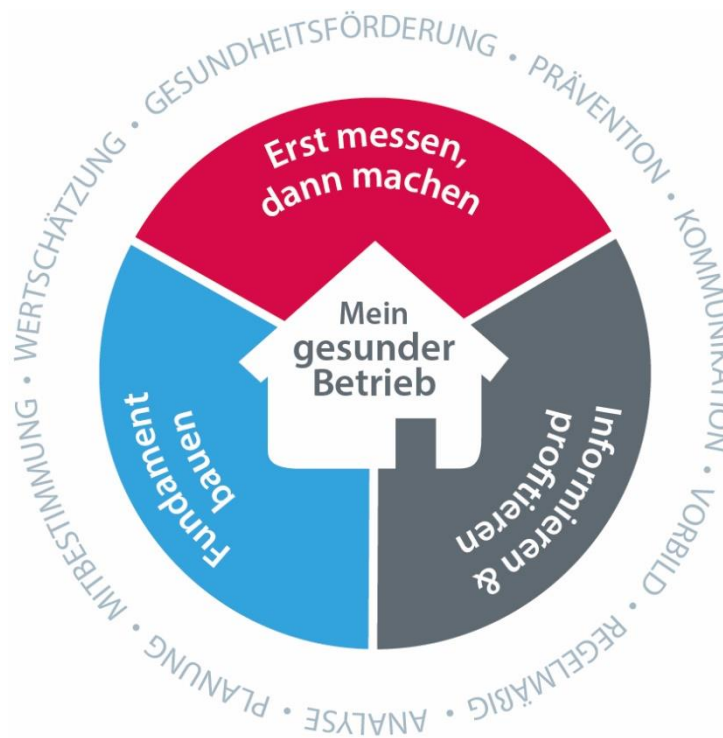 GESUNDHEITSFÖRDERUNG • PRÄVENTION • KOMMUNIKATION • VORBILD • REGELMÄßIG • ANALYSE • PLANUNG • MITBESTIMMUNG • WERTSCHÄTZUNG •
Erst messen,
dann machen
Informieren &
profitieren
Fundament
bauen
Mein
gesunder
Betrieb